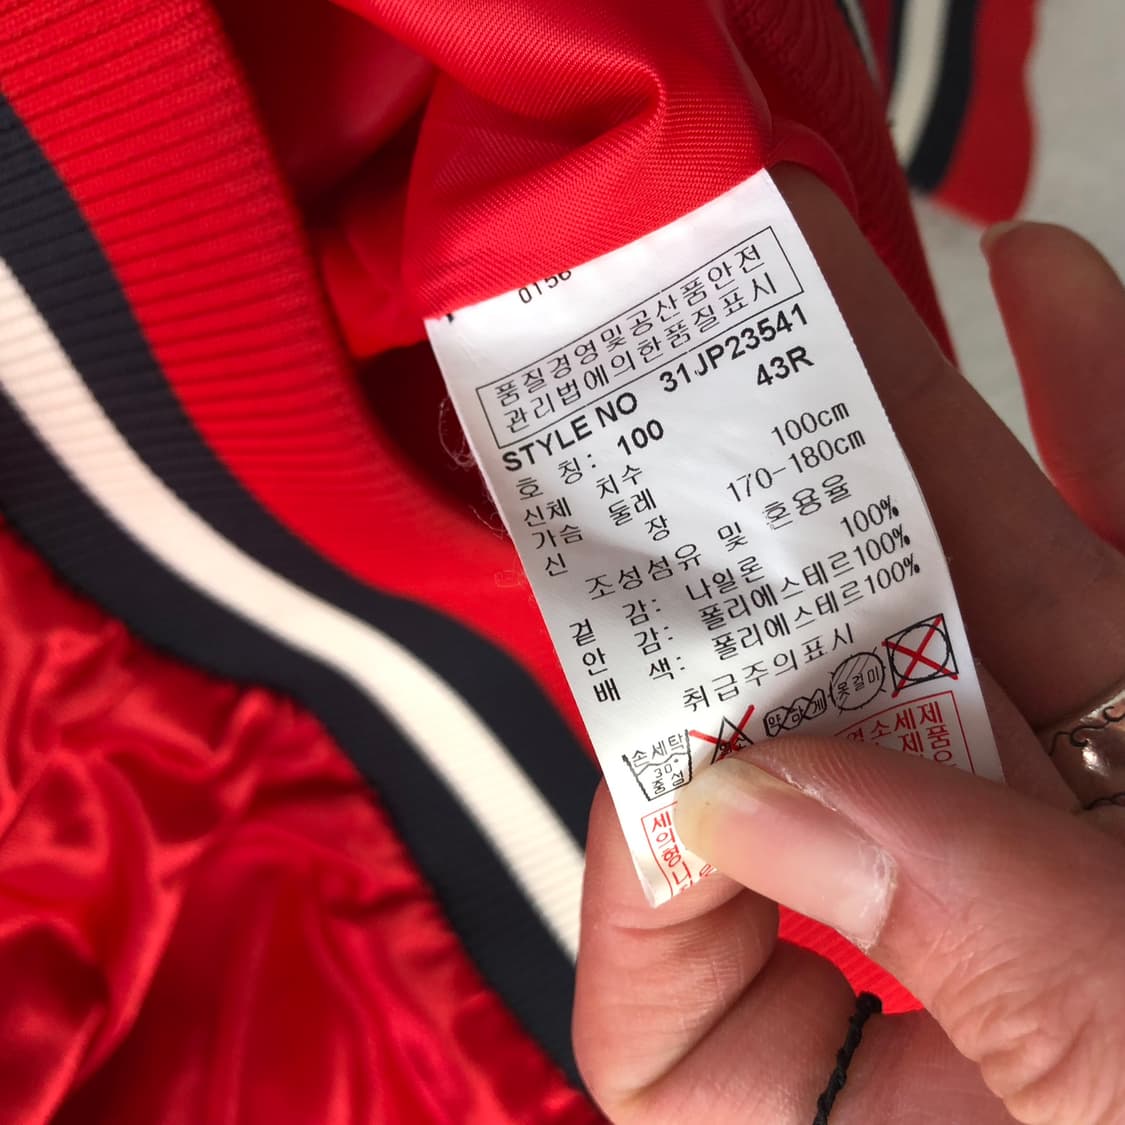 0156
품질경영및공산품안전
관리법에의한품질표시
STYLE NO 31JP23541
호 칭: 100 43R
신체 치수
가슴 둘레 100cm
신 장 170-180cm
조성섬유 및 혼용율
겉 감: 나일론 100%
안 감: 폴리에스테르100%
배 색: 폴리에스테르100%
취급주의표시
손세탁
30°
중성
약하게
옷걸이
소세제
제품